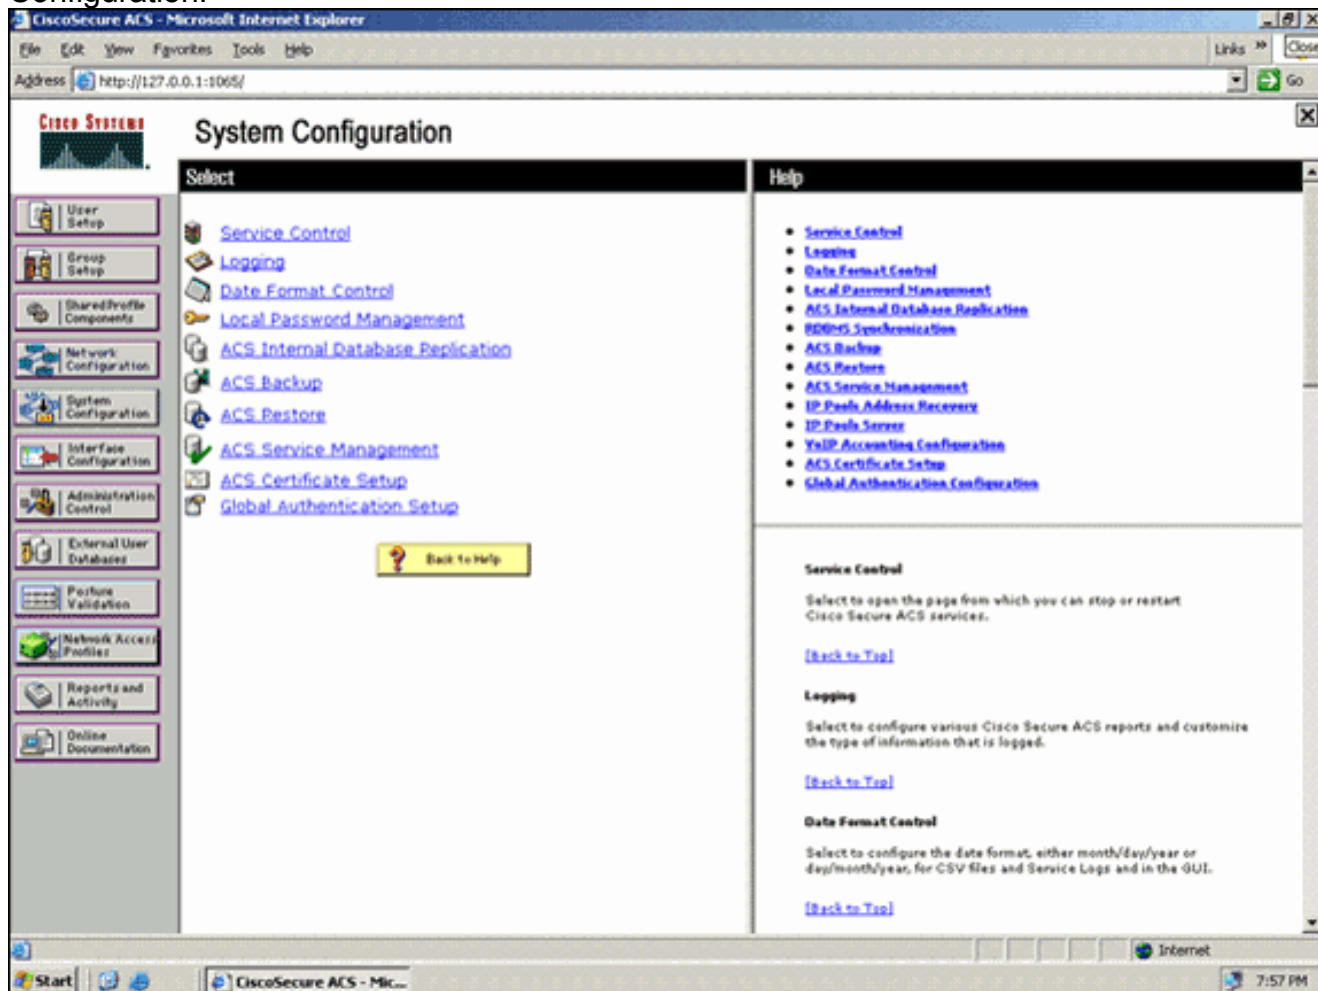 Configuration.
CiscoSecure ACS - Microsoft Internet Explorer
File Edit View Favorites Tools Help
Links » Close
Address http://127.0.0.1:1065/
Go
CISCO SYSTEMS
System Configuration
Select
Help
User Setup
Group Setup
Shared Profile Components
Network Configuration
System Configuration
Interface Configuration
Administration Control
External User Databases
Posture Validation
Network Access Profiles
Reports and Activity
Online Documentation
Service Control
Logging
Date Format Control
Local Password Management
ACS Internal Database Replication
ACS Backup
ACS Restore
ACS Service Management
ACS Certificate Setup
Global Authentication Setup
Back to Help
Service Control
Logging
Date Format Control
Local Password Management
ACS Internal Database Replication
RDBMS Synchronization
ACS Backup
ACS Restore
ACS Service Management
IP Pools Address Recovery
IP Pools Server
VoIP Accounting Configuration
ACS Certificate Setup
Global Authentication Configuration
Service Control
Select to open the page from which you can stop or restart
Cisco Secure ACS services.
[Back to Top]
Logging
Select to configure various Cisco Secure ACS reports and customize
the type of information that is logged.
[Back to Top]
Date Format Control
Select to configure the date format, either month/day/year or
day/month/year, for CSV files and Service Logs and in the GUI.
[Back to Top]
Internet
Start
CiscoSecure ACS - Mic...
7:57 PM